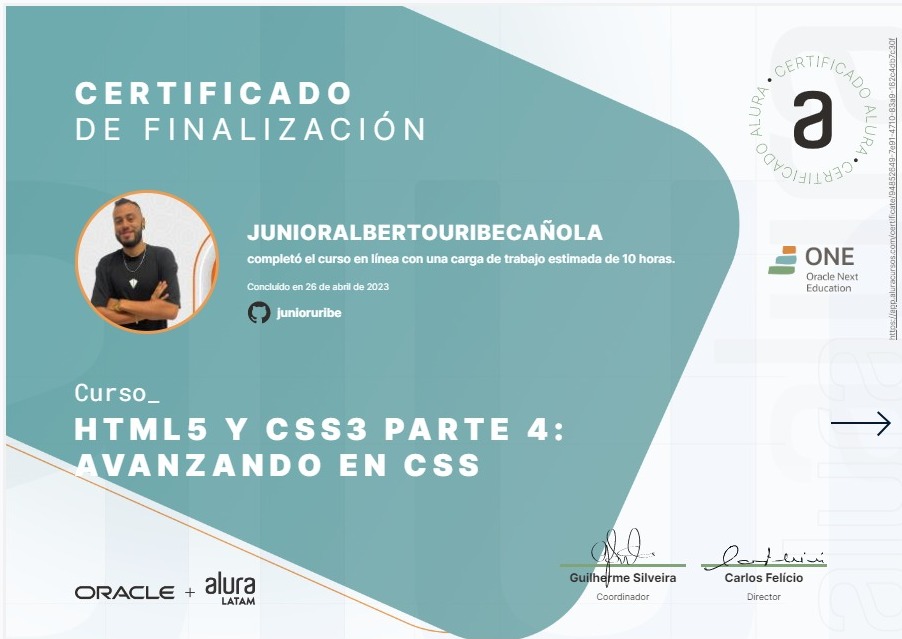 CERTIFICADO
DE FINALIZACIÓN
JUNIORALBERTOURIBECAÑOLA
completó el curso en línea con una carga de trabajo estimada de 10 horas.
Concluído en 26 de abril de 2023
junioruribe
Curso_
HTML5 Y CSS3 PARTE 4:
AVANZANDO EN CSS
ORACLE + alura
LATAM
Guilherme Silveira
Coordinador
Carlos Felício
Director
CERTIFICADO ALURA • CERTIFICADO ALURA •
a
ONE
Oracle Next
Education